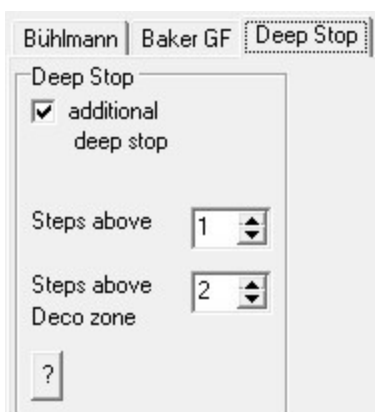 Bühlmann Baker GF Deep Stop
Deep Stop
additional
deep stop
Steps above 1
Steps above 2
Deco zone
?